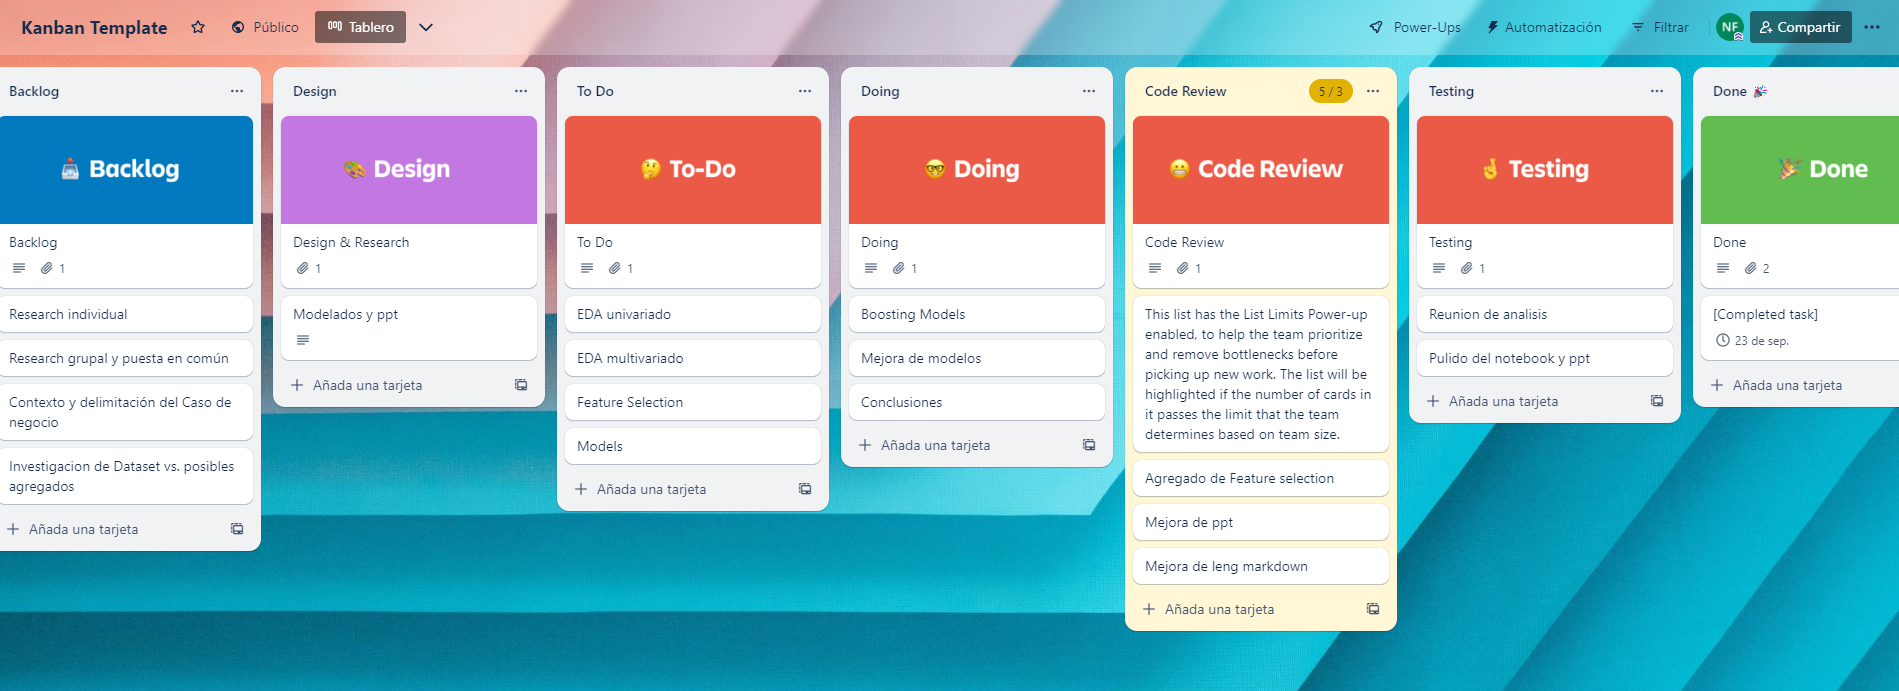 Kanban Template
Público
Tablero
Power-Ups
Automatización
Filtrar
NF
Compartir
Backlog
Backlog
Backlog
1
Research individual
Research grupal y puesta en común
Contexto y delimitación del Caso de
negocio
Investigacion de Dataset vs. posibles
agregados
Añada una tarjeta
Design
Design
Design & Research
1
Modelados y ppt
Añada una tarjeta
To Do
To-Do
To Do
1
EDA univariado
EDA multivariado
Feature Selection
Models
Añada una tarjeta
Doing
Doing
Doing
1
Boosting Models
Mejora de modelos
Conclusiones
Añada una tarjeta
Code Review
5 / 3
Code Review
Code Review
1
This list has the List Limits Power-up
enabled, to help the team prioritize
and remove bottlenecks before
picking up new work. The list will be
highlighted if the number of cards in
it passes the limit that the team
determines based on team size.
Agregado de Feature selection
Mejora de ppt
Mejora de leng markdown
Añada una tarjeta
Testing
Testing
Testing
1
Reunion de analisis
Pulido del notebook y ppt
Añada una tarjeta
Done 🎉
Done
Done
2
[Completed task]
23 de sep.
Añada una tarjeta